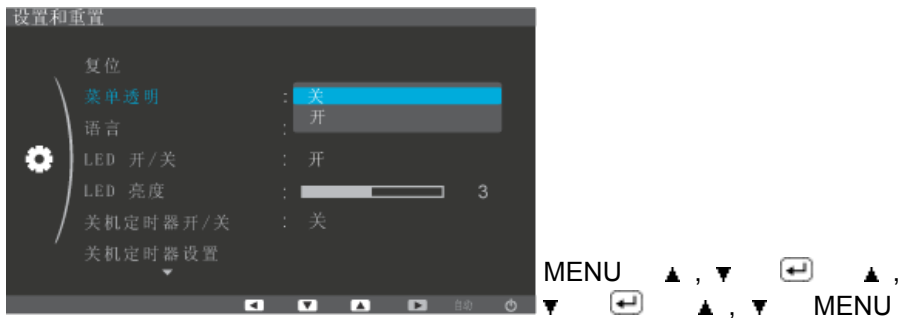 设置和重置
复位
菜单透明 : 关
开
语言 :
LED 开/关 : 开
LED 亮度 : 3
关机定时器开/关 : 关
关机定时器设置
自动
MENU ▲ , ▼ ▲ ,
▼ ▲ , ▼ MENU